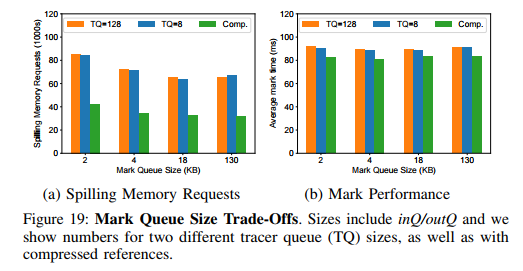 TQ=128 TQ=8 Comp.
120
100
80
60
40
20
0
Spilling Memory Requests (1000s)
2 4 18 130
Mark Queue Size (KB)
TQ=128 TQ=8 Comp.
120
100
80
60
40
20
0
Average mark time (ms)
2 4 18 130
Mark Queue Size (KB)
(a) Spilling Memory Requests
(b) Mark Performance
Figure 19: Mark Queue Size Trade-Offs. Sizes include inQ/outQ and we
show numbers for two different tracer queue (TQ) sizes, as well as with
compressed references.